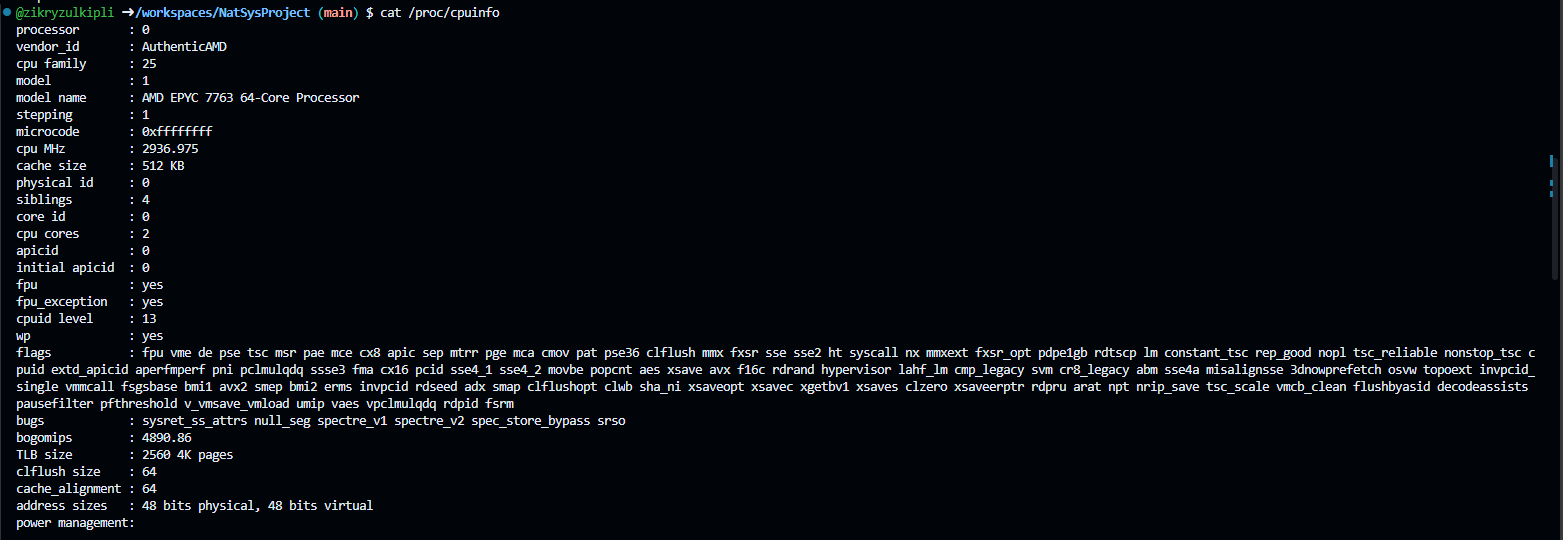 @zikryzulkipli ➜/workspaces/NatSysProject (main) $ cat /proc/cpuinfo
processor : 0
vendor_id : AuthenticAMD
cpu family : 25
model : 1
model name : AMD EPYC 7763 64-Core Processor
stepping : 1
microcode : 0xffffffff
cpu MHz : 2936.975
cache size : 512 KB
physical id : 0
siblings : 4
core id : 0
cpu cores : 2
apicid : 0
initial apicid : 0
fpu : yes
fpu_exception : yes
cpuid level : 13
wp : yes
flags : fpu vme de pse tsc msr pae mce cx8 apic sep mtrr pge mca cmov pat pse36 clflush mmx fxsr sse sse2 ht syscall nx mmxext fxsr_opt pdpe1gb rdtscp lm constant_tsc rep_good nopl tsc_reliable nonstop_tsc c
puid extd_apicid aperfmperf pni pclmulqdq ssse3 fma cx16 pcid sse4_1 sse4_2 movbe popcnt aes xsave avx f16c rdrand hypervisor lahf_lm cmp_legacy svm cr8_legacy abm sse4a misalignsse 3dnowprefetch osvw topoext invpcid_
single vmmcall fsgsbase bmi1 avx2 smep bmi2 erms invpcid rdseed adx smap clflushopt clwb sha_ni xsaveopt xsavec xgetbv1 xsaves clzero xsaveerptr rdpru arat npt nrip_save tsc_scale vmcb_clean flushbyasid decodeassists
pausefilter pfthreshold v_vmsave_vmload umip vaes vpclmulqdq rdpid fsrm
bugs : sysret_ss_attrs null_seg spectre_v1 spectre_v2 spec_store_bypass srso
bogomips : 4890.86
TLB size : 2560 4K pages
clflush size : 64
cache_alignment : 64
address sizes : 48 bits physical, 48 bits virtual
power management: